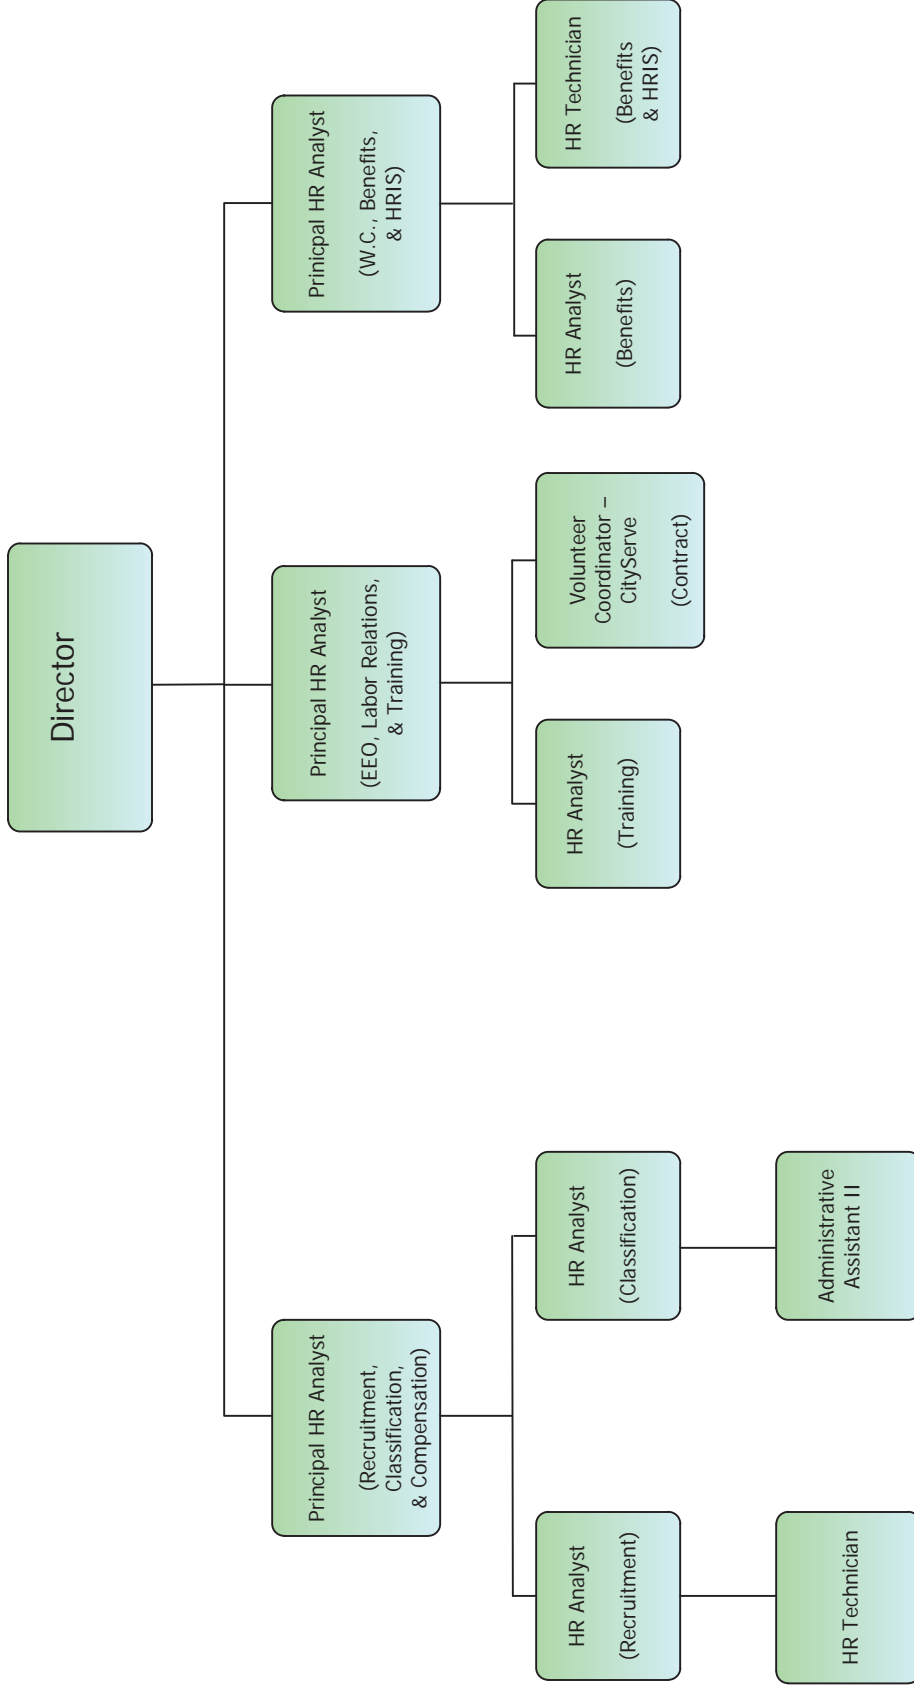 Director
Principal HR Analyst
(Recruitment,
Classification,
& Compensation)
Principal HR Analyst
(EEO, Labor Relations,
& Training)
Prinicpal HR Analyst
(W.C., Benefits,
& HRIS)
HR Analyst
(Recruitment)
HR Analyst
(Classification)
HR Analyst
(Training)
Volunteer
Coordinator –
CityServe
(Contract)
HR Analyst
(Benefits)
HR Technician
(Benefits
& HRIS)
HR Technician
Administrative
Assistant II